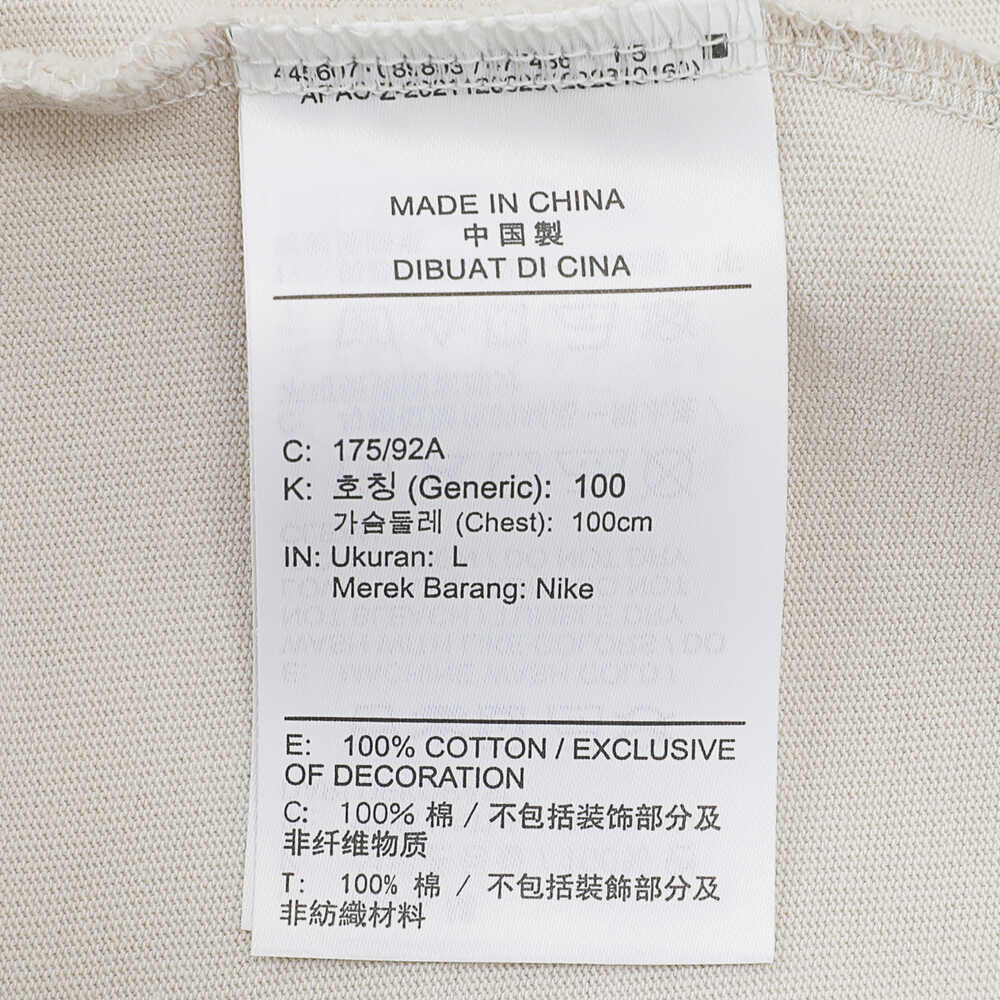 MADE IN CHINA
中国製
DIBUAT DI CINA
C: 175/92A
K: 호칭 (Generic): 100
가슴둘레 (Chest): 100cm
IN: Ukuran: L
Merek Barang: Nike
E: 100% COTTON / EXCLUSIVE
OF DECORATION
C: 100% 棉 / 不包括装饰部分及
非纤维物质
T: 100% 棉 / 不包括裝飾部分及
非紡織材料